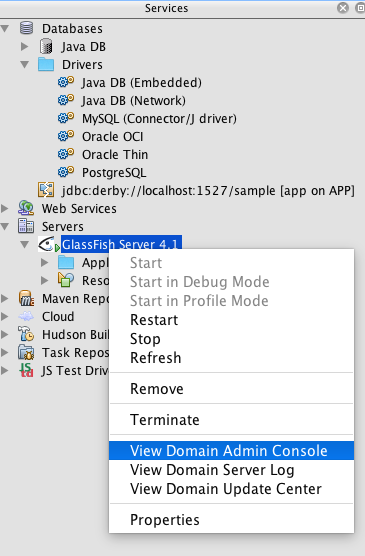 Services
Databases
Java DB
Drivers
Java DB (Embedded)
Java DB (Network)
MySQL (Connector/J driver)
Oracle OCI
Oracle Thin
PostgreSQL
jdbc:derby://localhost:1527/sample [app on APP]
Web Services
Servers
GlassFish Server 4.1
Appl
Reso
Maven Repo
Cloud
Hudson Buil
Task Repos
JS Test Driv
Start
Start in Debug Mode
Start in Profile Mode
Restart
Stop
Refresh
Remove
Terminate
View Domain Admin Console
View Domain Server Log
View Domain Update Center
Properties